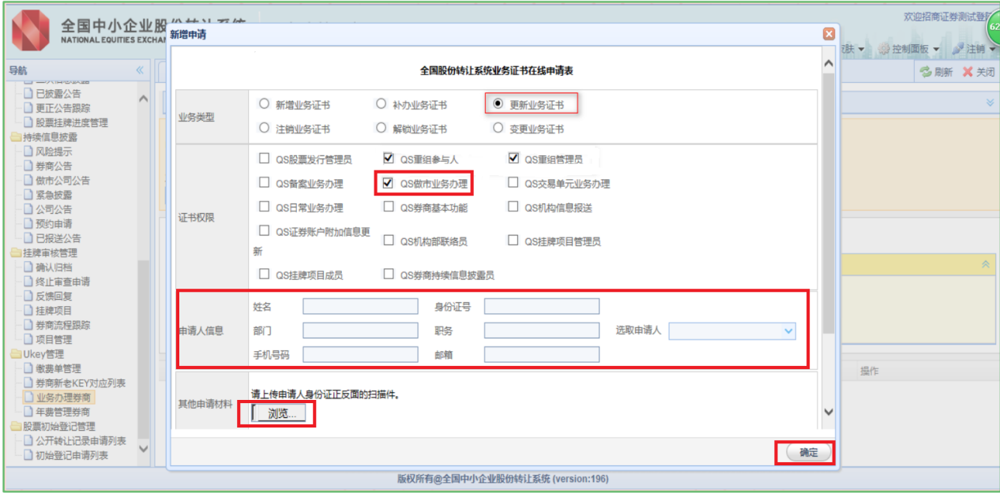 全国中小企业股
NATIONAL EQUITIES EXCHA
欢迎招商证券测试登
62
控制面板
注销
刷新
关闭
导航
已披露公告
更正公告跟踪
股票挂牌进度管理
持续信息披露
风险提示
券商公告
做市公司公告
紧急披露
公司公告
预约申请
已报送公告
挂牌审核管理
确认归档
终止审查申请
反馈回复
挂牌项目
券商流程跟踪
项目管理
Ukey管理
缴费单管理
券商新老KEY对应列表
业务办理券商
年费管理券商
股票初始登记管理
公开转让记录申请列表
初始登记申请列表
新增申请
全国股份转让系统业务证书在线申请表
业务类型
新增业务证书 补办业务证书 更新业务证书
注销业务证书 解锁业务证书 变更业务证书
证书权限
QS股票发行管理员 QS重组参与人 QS重组管理员
QS备案业务办理 QS做市业务办理 QS交易单元业务办理
QS日常业务办理 QS券商基本功能 QS机构信息报送
QS证券账户附加信息更
新
QS机构部联络员 QS挂牌项目管理员
QS挂牌项目成员 QS券商持续信息披露员
申请人信息
姓名 身份证号
部门 职务 选取申请人
手机号码 邮箱
其他申请材料
请上传申请人身份证正反面的扫描件。
浏览...
确定
操作
版权所有@全国中小企业股份转让系统 (version:196)